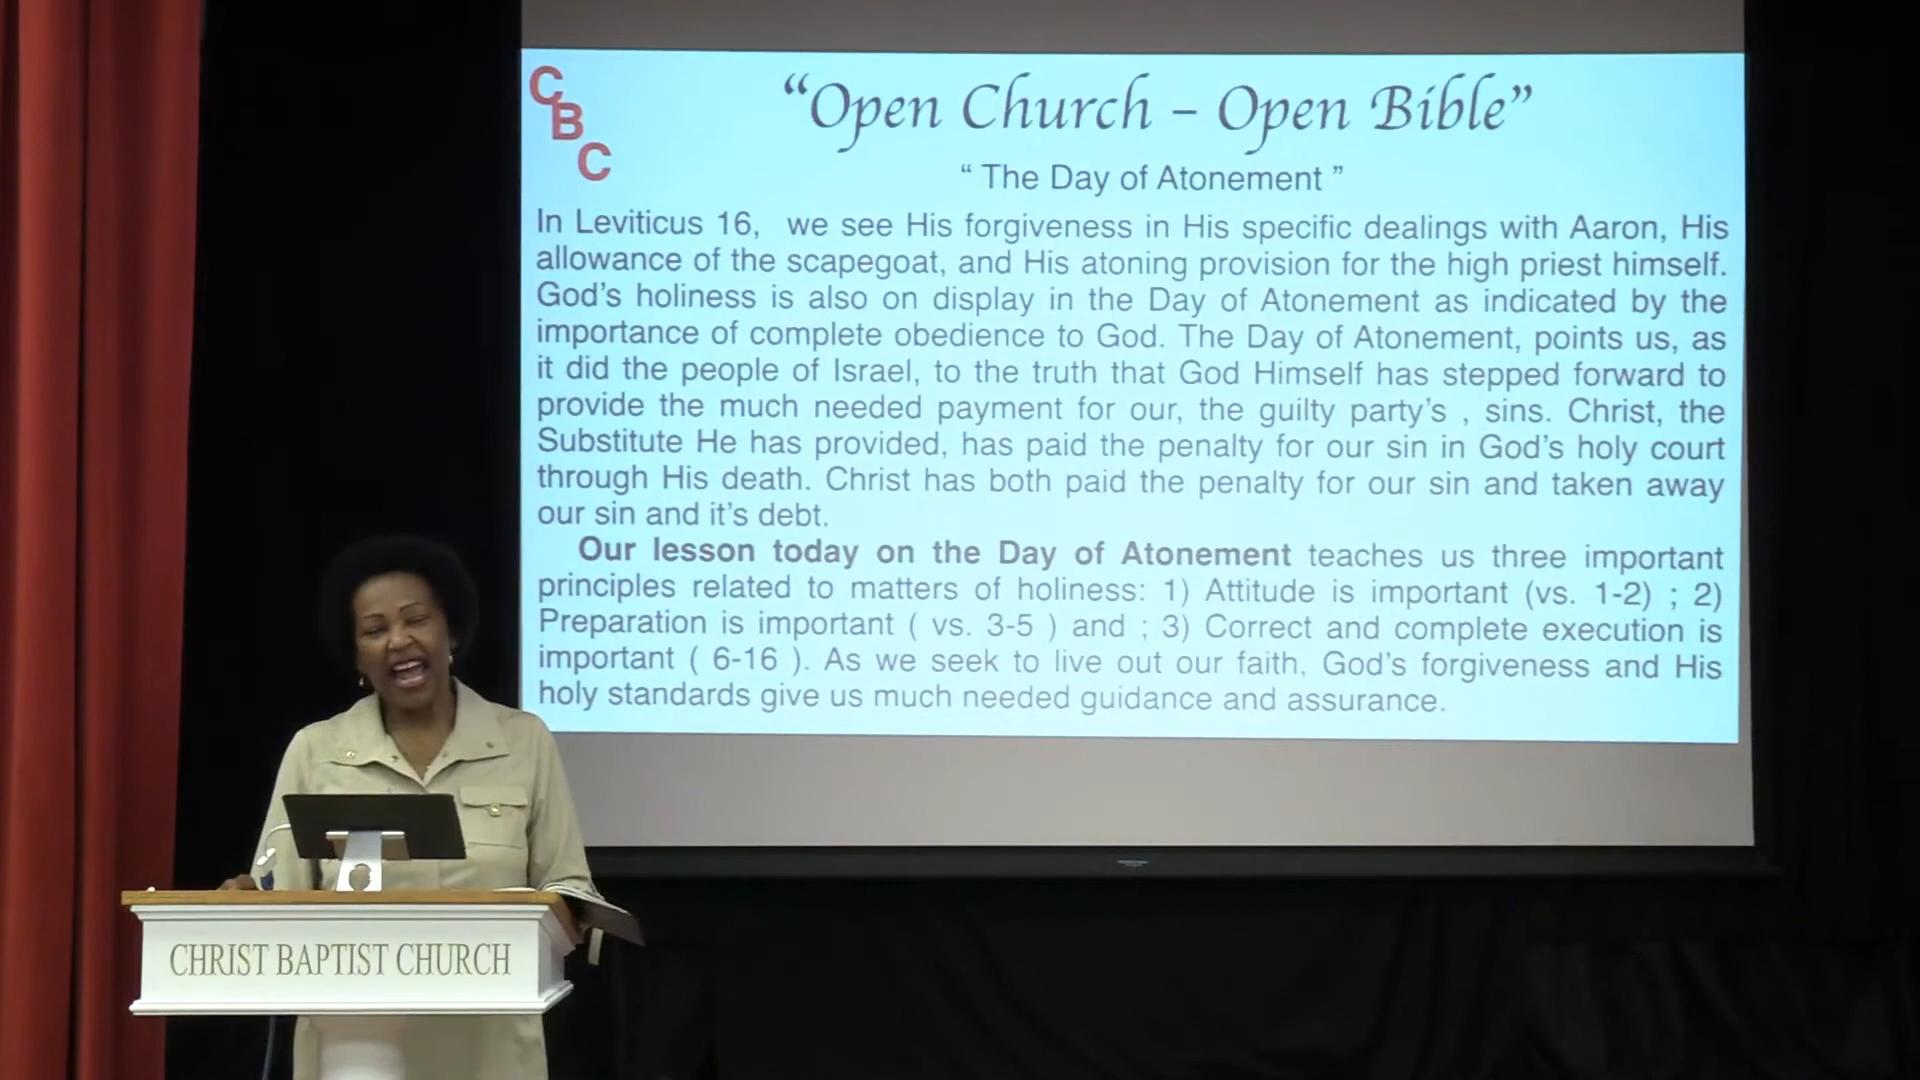 C
B
C
“Open Church – Open Bible”
“ The Day of Atonement ”
In Leviticus 16, we see His forgiveness in His specific dealings with Aaron, His
allowance of the scapegoat, and His atoning provision for the high priest himself.
God’s holiness is also on display in the Day of Atonement as indicated by the
importance of complete obedience to God. The Day of Atonement, points us, as
it did the people of Israel, to the truth that God Himself has stepped forward to
provide the much needed payment for our, the guilty party’s , sins. Christ, the
Substitute He has provided, has paid the penalty for our sin in God’s holy court
through His death. Christ has both paid the penalty for our sin and taken away
our sin and it’s debt.
Our lesson today on the Day of Atonement teaches us three important
principles related to matters of holiness: 1) Attitude is important (vs. 1-2) ; 2)
Preparation is important ( vs. 3-5 ) and ; 3) Correct and complete execution is
important ( 6-16 ). As we seek to live out our faith, God’s forgiveness and His
holy standards give us much needed guidance and assurance.
CHRIST BAPTIST CHURCH